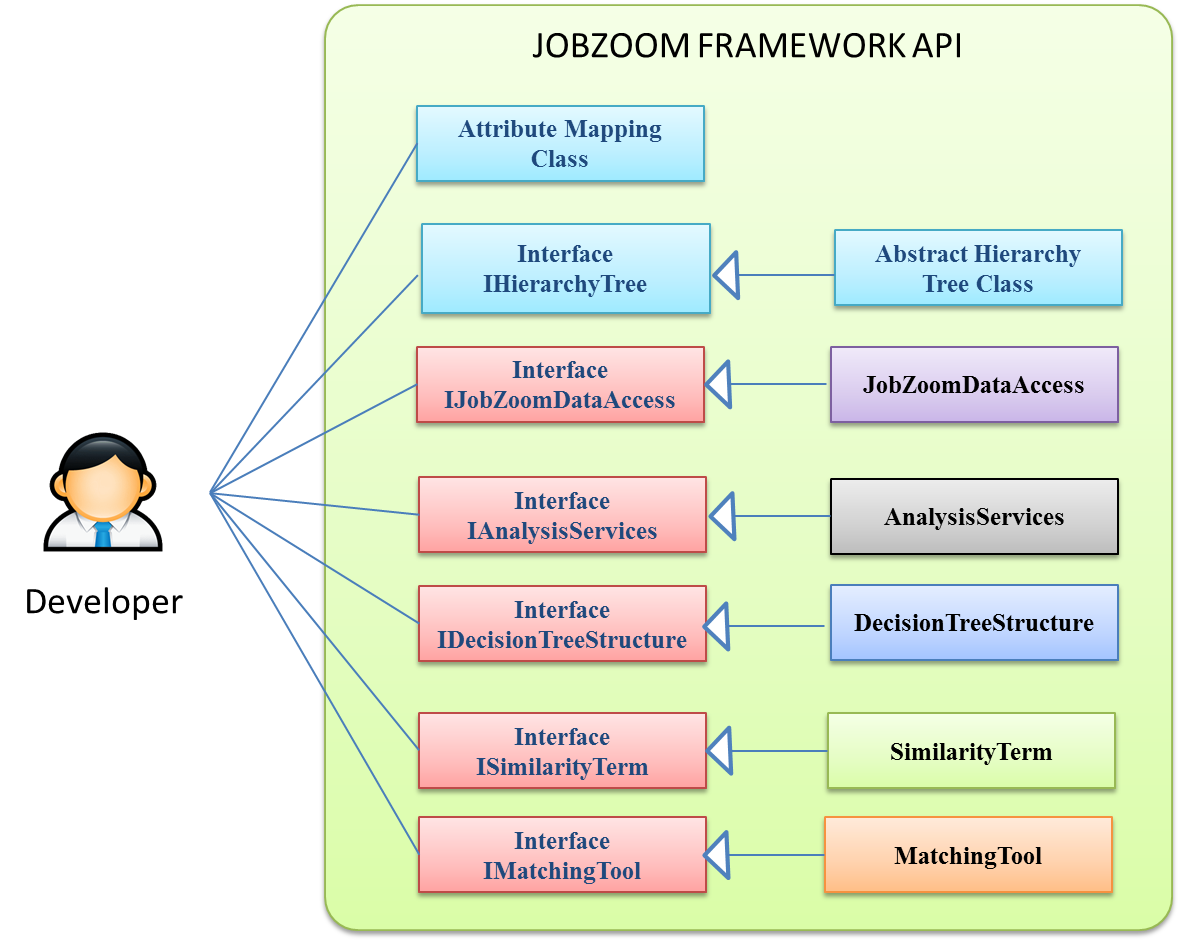 JOBZOOM FRAMEWORK API
Attribute Mapping
Class
Interface
IHierarchyTree
Abstract Hierarchy
Tree Class
Interface
IJobZoomDataAccess
JobZoomDataAccess
Interface
IAnalysisServices
AnalysisServices
Interface
IDecisionTreeStructure
DecisionTreeStructure
Developer
Interface
ISimilarityTerm
SimilarityTerm
Interface
IMatchingTool
MatchingTool